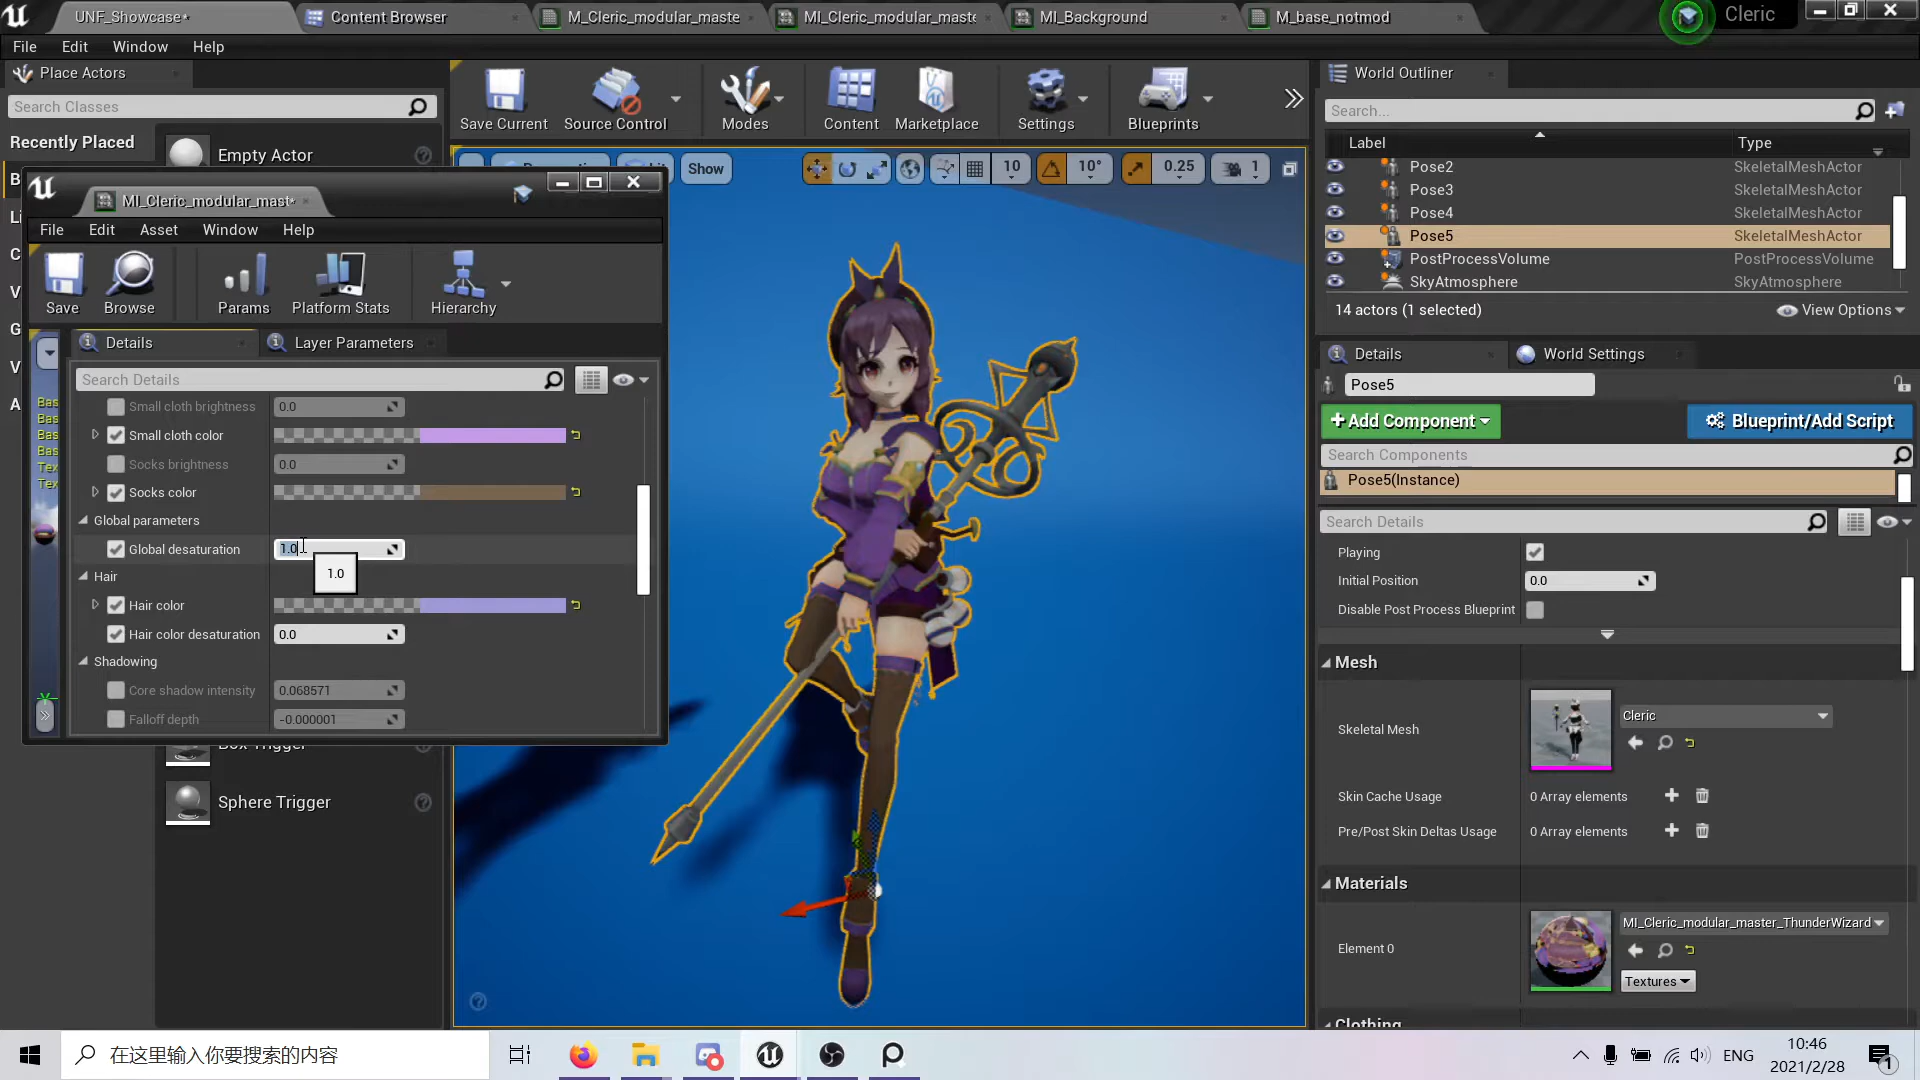 UNF_Showcase*
Content Browser
M_Cleric_modular_maste
MI_Cleric_modular_maste
MI_Background
M_base_notmod
Cleric
File Edit Window Help
Place Actors
Search Classes
Recently Placed
Empty Actor
Save Current
Source Control
Modes
Content
Marketplace
Settings
Blueprints
Show
10
10°
0.25
1
MI_Cleric_modular_mast*
File Edit Asset Window Help
Save
Browse
Params
Platform Stats
Hierarchy
Details
Layer Parameters
Search Details
Small cloth brightness 0.0
Small cloth color
Socks brightness 0.0
Socks color
Global parameters
Global desaturation 1.0
1.0
Hair
Hair color
Hair color desaturation 0.0
Shadowing
Core shadow intensity 0.068571
Falloff depth -0.000001
Sphere Trigger
World Outliner
Search...
Label Type
Pose2 SkeletalMeshActor
Pose3 SkeletalMeshActor
Pose4 SkeletalMeshActor
Pose5 SkeletalMeshActor
PostProcessVolume PostProcessVolume
SkyAtmosphere SkyAtmosphere
14 actors (1 selected)
View Options
Details
World Settings
Pose5
+Add Component
Blueprint/Add Script
Search Components
Pose5(Instance)
Search Details
Playing
Initial Position 0.0
Disable Post Process Blueprint
Mesh
Skeletal Mesh
Cleric
Skin Cache Usage 0 Array elements
Pre/Post Skin Deltas Usage 0 Array elements
Materials
Element 0
MI_Cleric_modular_master_ThunderWizard
Textures
Clothing
在这里输入你要搜索的内容
ENG
10:46
2021/2/28
1